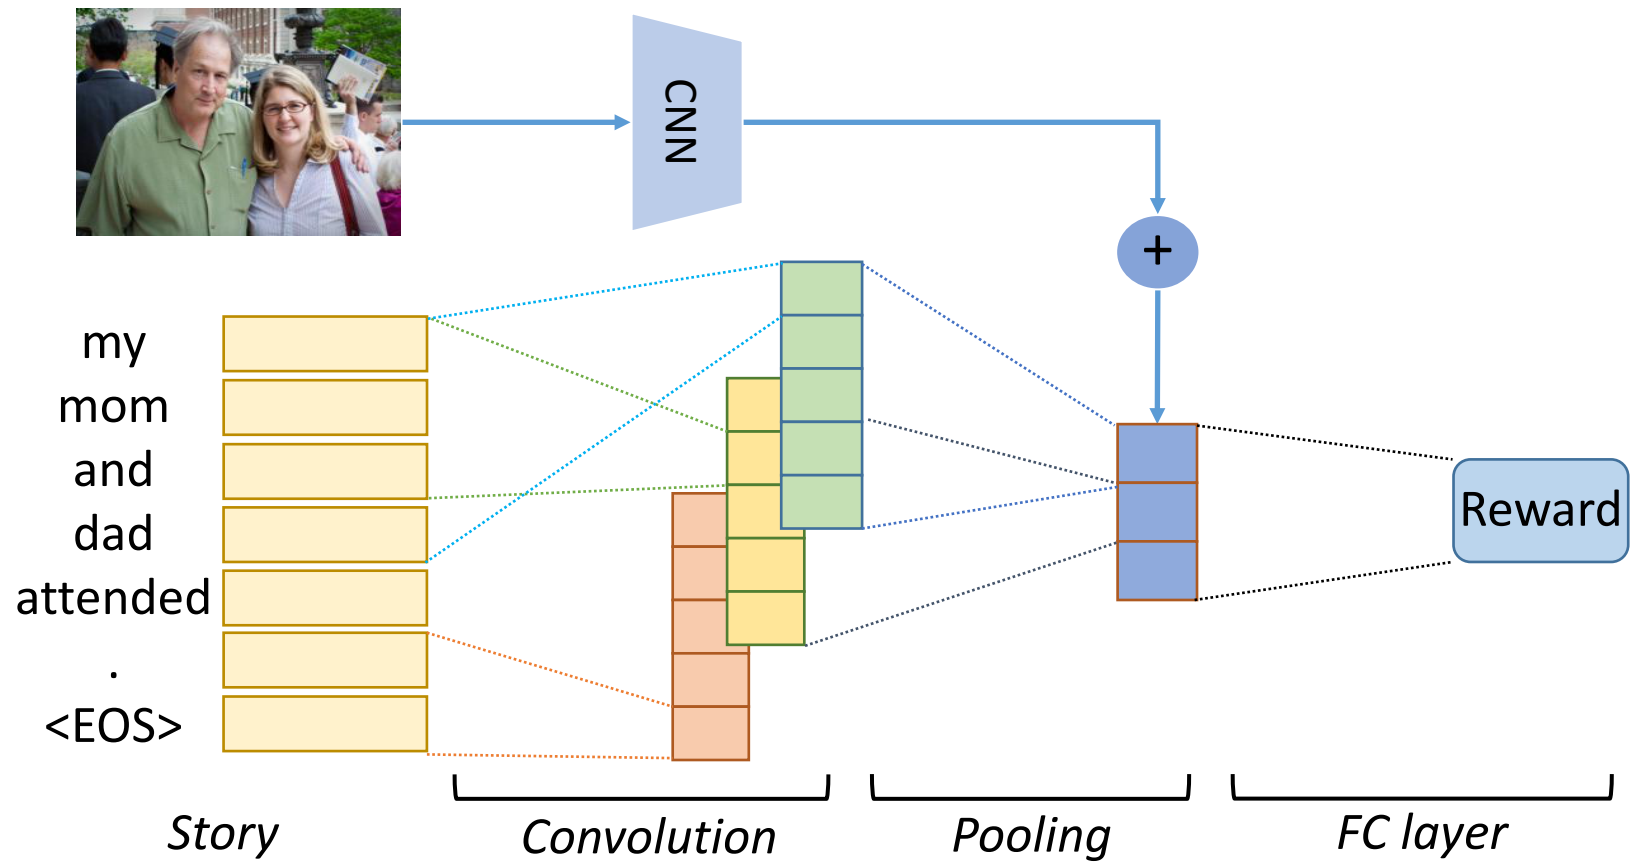 CNN
+
my
mom
and
dad
attended
.
<EOS>
Reward
Story
Convolution
Pooling
FC layer